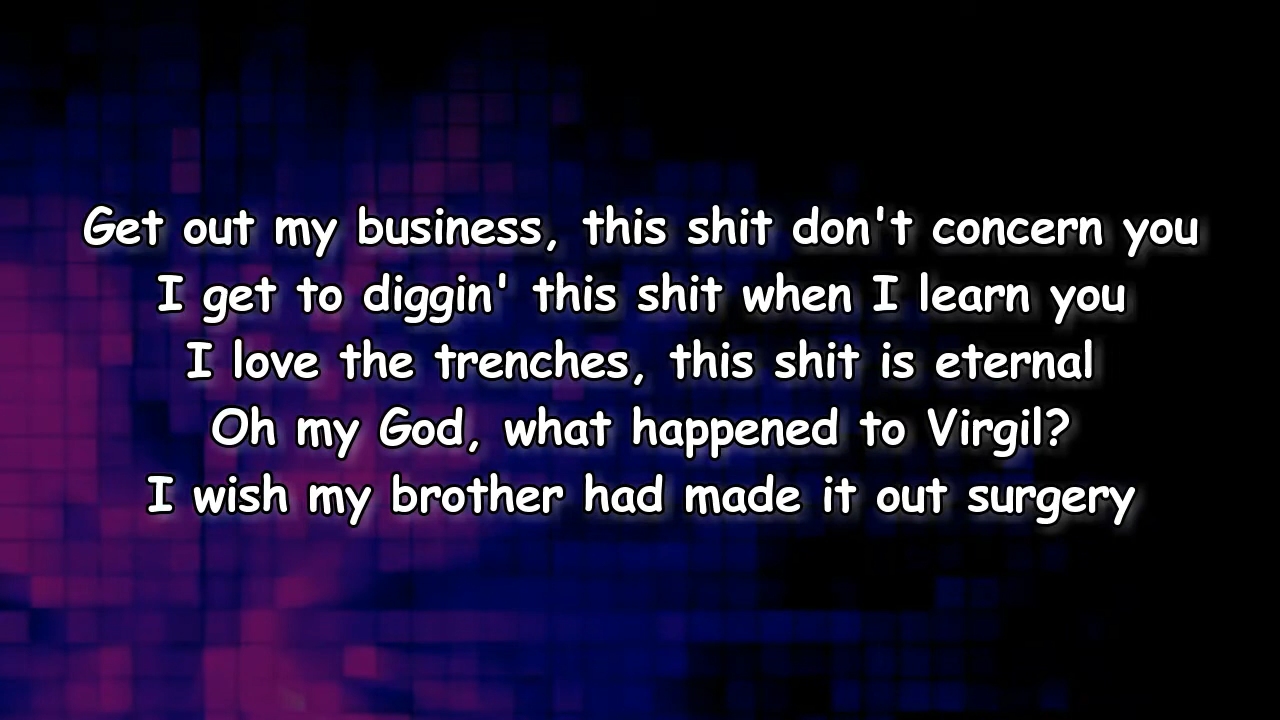 Get out my business, this shit don't concern you
I get to diggin' this shit when I learn you
I love the trenches, this shit is eternal
Oh my God, what happened to Virgil?
I wish my brother had made it out surgery